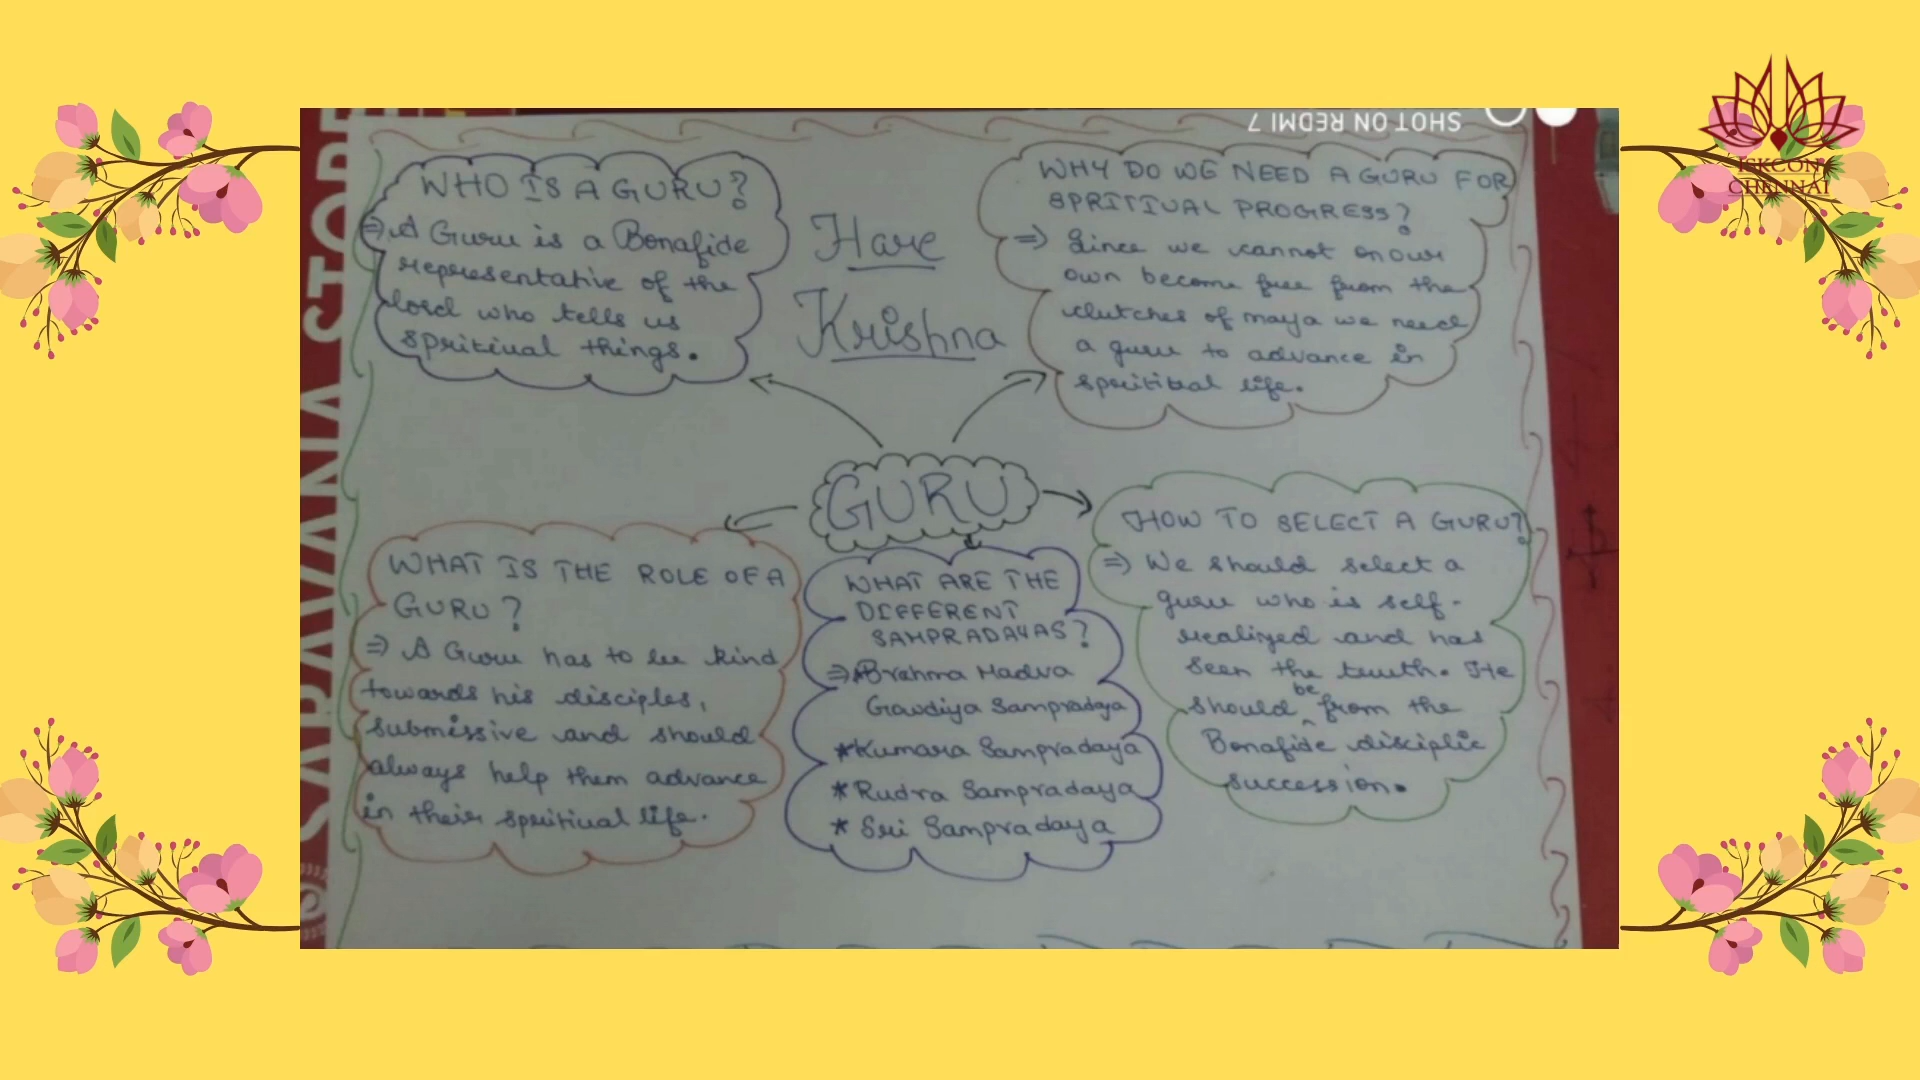 SHOT ON REDMI 7
ISKCON
CHENNAI
WHO IS A GURU?
⇒ A Guru is a Bonafide
representative of the
lord who tells us
spritiual things.
Hare
Krishna
WHY DO WE NEED A GURU FOR
SPRITIUAL PROGRESS?
⇒ Since we cannot on our
own become free from the
clutches of maya we need
a guru to advance in
spiritual life.
GURU
WHAT IS THE ROLE OF A
GURU?
⇒ A Guru has to be kind
towards his disciples,
submissive and should
always help them advance
in their spritiual life.
WHAT ARE THE
DIFFERENT
SAMPRADAYAS?
⇒ Brahma Madva
Gaudiya Sampradaya
* Kumara Sampradaya
* Rudra Sampradaya
* Sri Sampradaya
HOW TO SELECT A GURU?
⇒ We should select a
guru who is self-
realized and has
seen the truth. He
should be from the
Bonafide disciplic
succession.
SARAVANA STORE